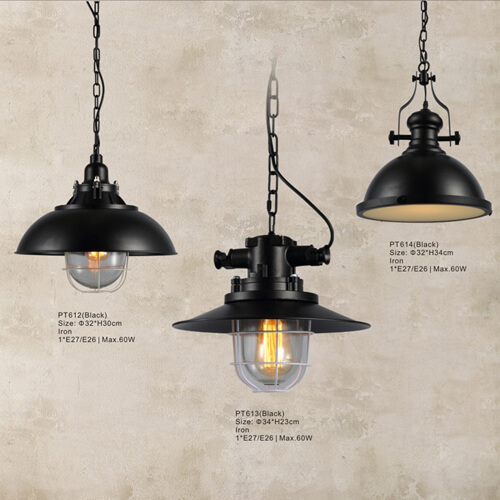 PT612(Black)
Size: Φ32*H30cm
Iron
1*E27/E26 | Max.60W
PT613(Black)
Size: Φ34*H23cm
Iron
1*E27/E26 | Max.60W
PT614(Black)
Size: Φ32*H34cm
Iron
1*E27/E26 | Max.60W